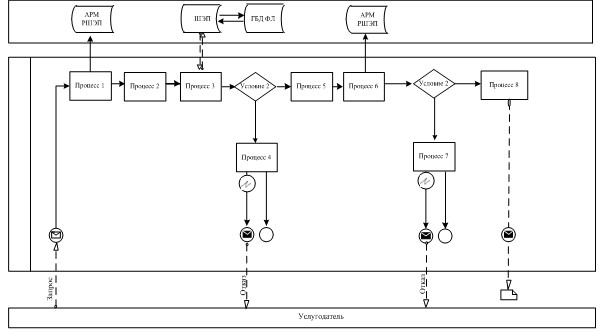 АРМ
РШЭП
ШЭП
ГБД ФЛ
АРМ
РШЭП
Процесс 1
Процесс 2
Процесс 3
Условие 2
Процесс 5
Процесс 6
Условие 2
Процесс 8
Процесс 4
Процесс 7
Запрос
Отказ
Отказ
Услугодатель